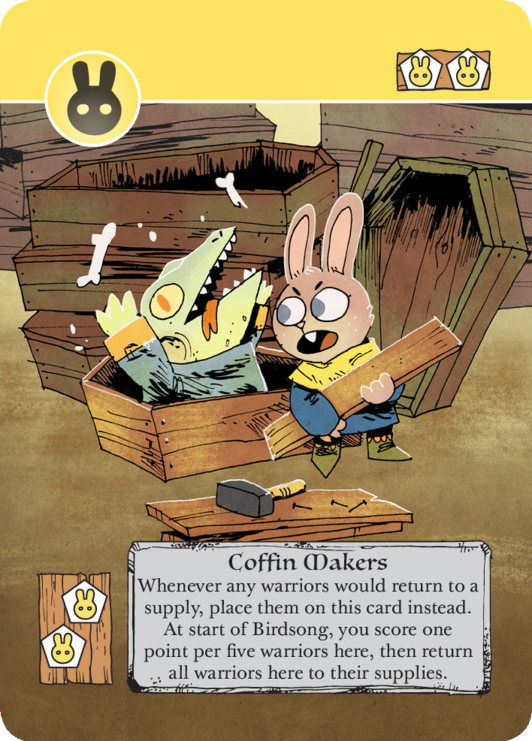 Coffin Makers
Whenever any warriors would return to a
supply, place them on this card instead.
At start of Birdsong, you score one
point per five warriors here, then return
all warriors here to their supplies.